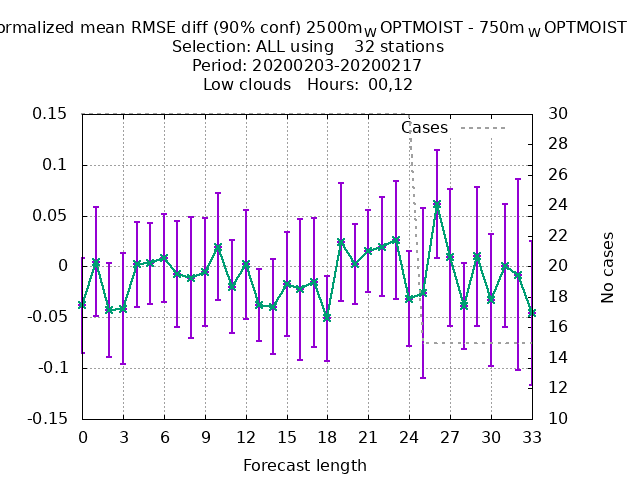 ormalized mean RMSE diff (90% conf) 2500mW OPTMOIST - 750mW OPTMOIST
Selection: ALL using 32 stations
Period: 20200203-20200217
Low clouds Hours: 00,12
Cases
0.15
0.1
0.05
0
-0.05
-0.1
-0.15
30
28
26
24
22
20
18
16
14
12
10
No cases
0 3 6 9 12 15 18 21 24 27 30 33
Forecast length